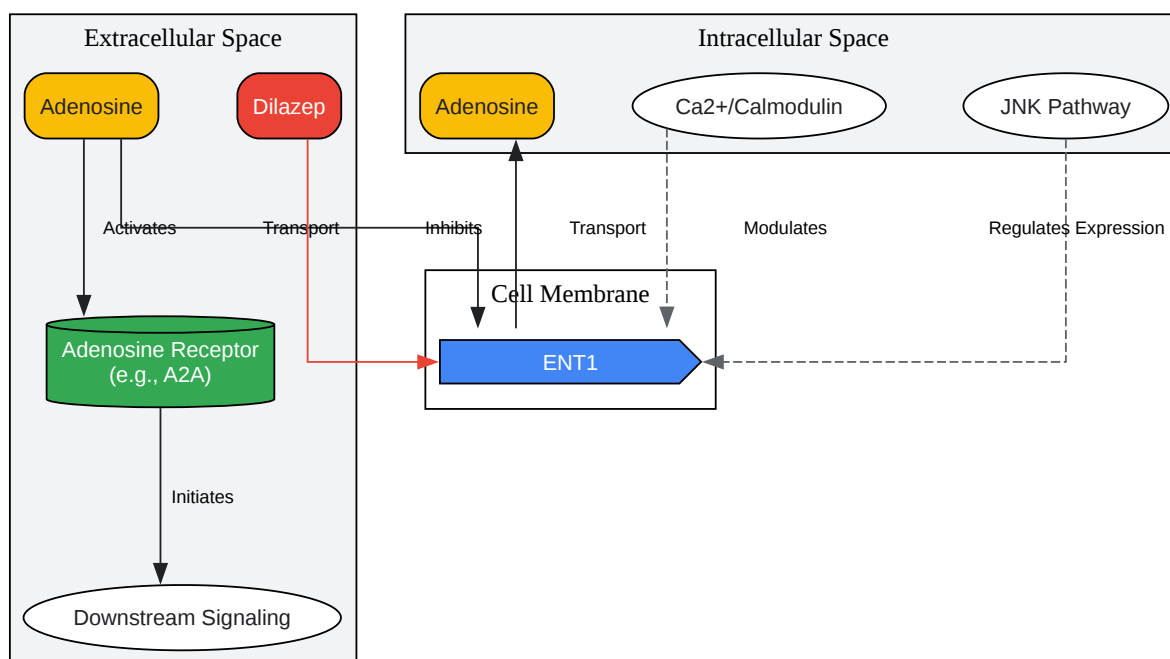 Extracellular Space
Intracellular Space
Adenosine
Dilazep
Adenosine
Ca2+/Calmodulin
JNK Pathway
Activates
Transport
Inhibits
Transport
Modulates
Regulates Expression
Cell Membrane
Adenosine Receptor
(e.g., A2A)
ENT1
Initiates
Downstream Signaling